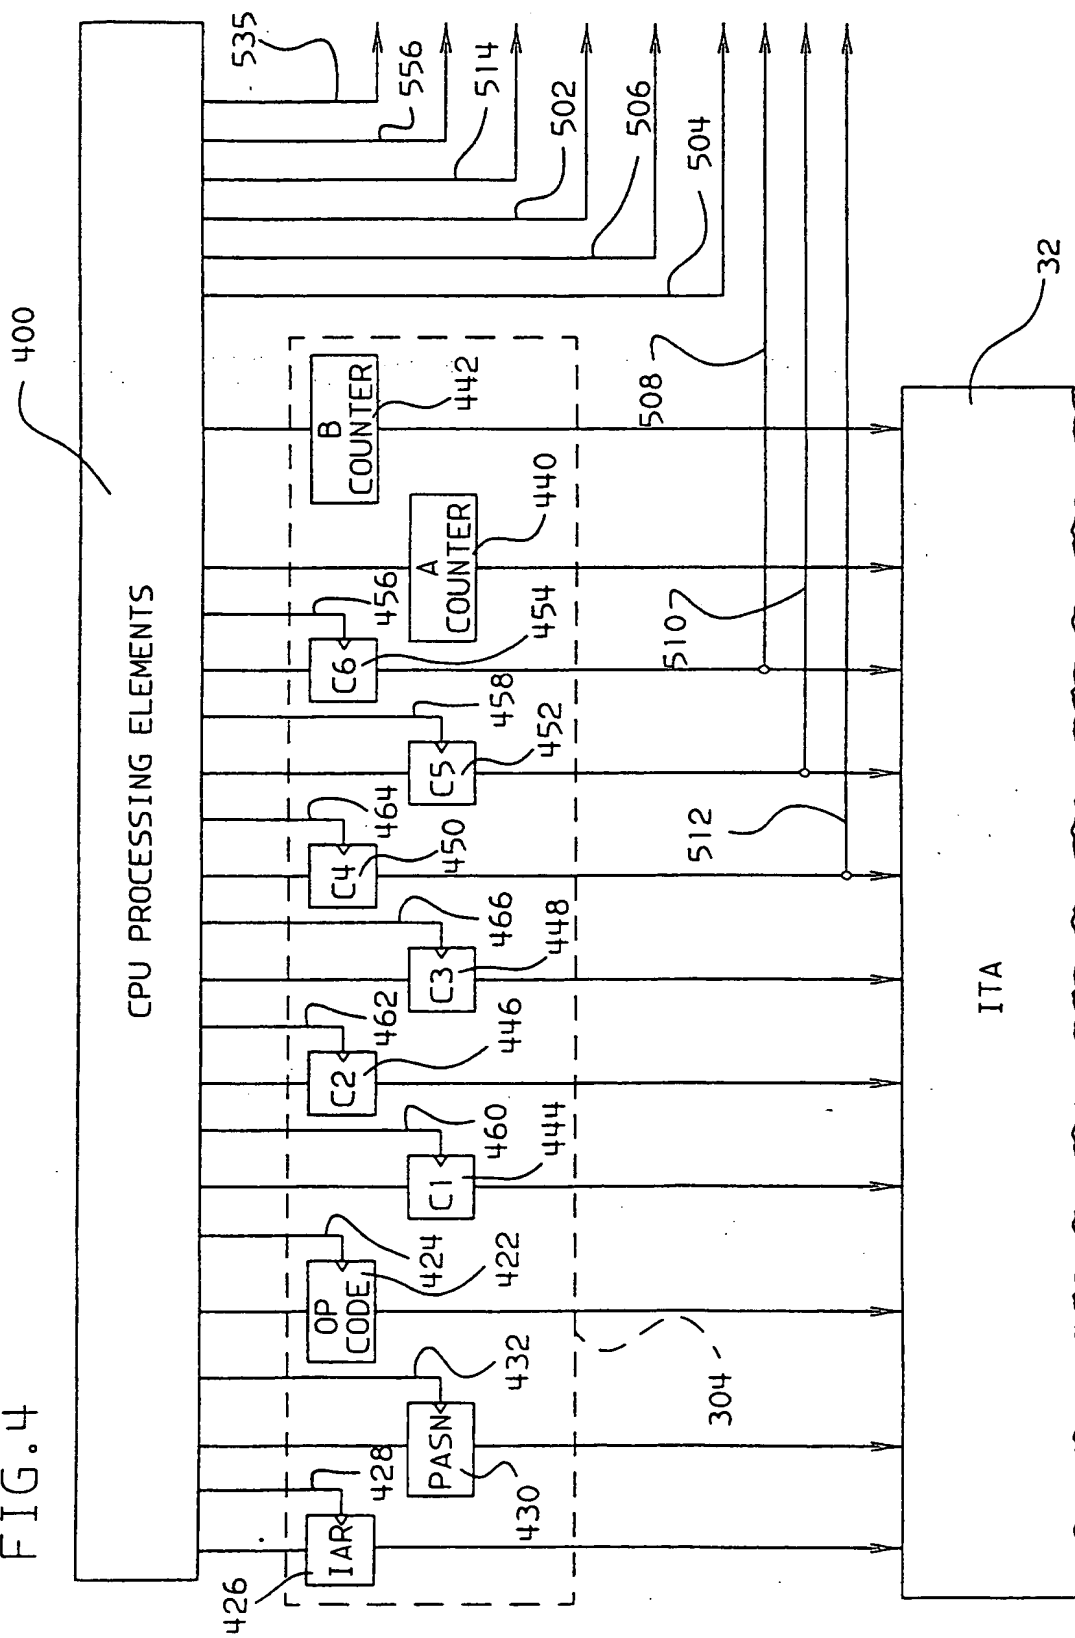 FIG.4
400
CPU PROCESSING ELEMENTS
535
556
514
502
506
504
426
IAR
428
PASN
430
432
OP
CODE
424
422
C1
460
444
C2
462
446
C3
466
448
C4
464
450
C5
458
452
C6
456
454
A
COUNTER
440
B
COUNTER
442
304
508
510
512
ITA
32